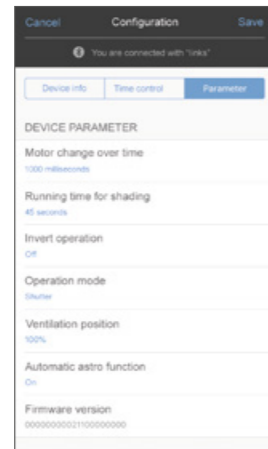 Cancel Configuration Save
You are connected with "links"
Device info Time control Parameter
DEVICE PARAMETER
Motor change over time
1000 milliseconds
Running time for shading
45 seconds
Invert operation
Off
Operation mode
Shutter
Ventilation position
100%
Automatic astro function
On
Firmware version